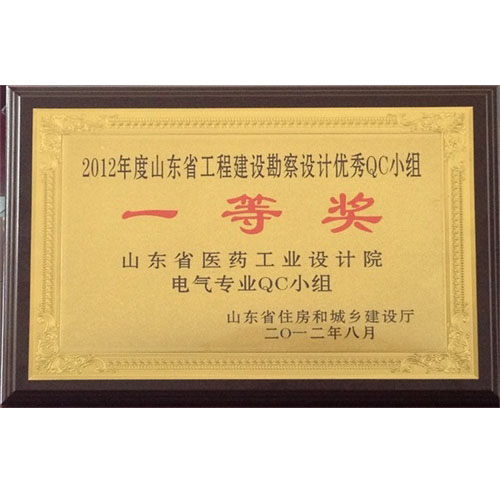 2012年度山东省工程建设勘察设计优秀QC小组
一等奖
山东省医药工业设计院
电气专业QC小组
山东省住房和城乡建设厅
二〇一二年八月